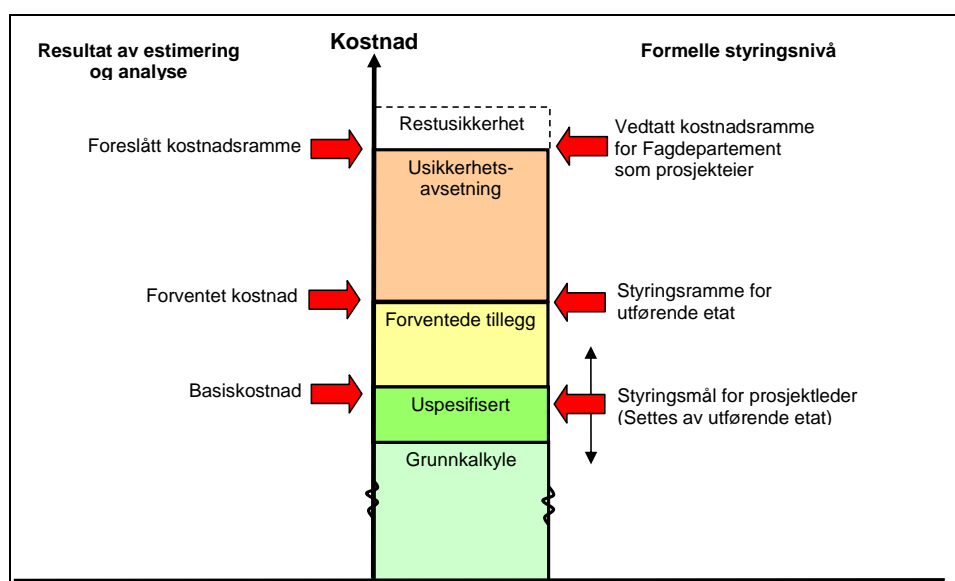 Resultat av estimering
og analyse
Kostnad
Formelle styringsnivå
Restusikkerhet
Foreslått kostnadsramme
Vedtatt kostnadsramme
for Fagdepartement
som prosjekteier
Usikkerhets-
avsetning
Forventet kostnad
Styringsramme for
utførende etat
Forventede tillegg
Basiskostnad
Uspesifisert
Styringsmål for prosjektleder
(Settes av utførende etat)
Grunnkalkyle